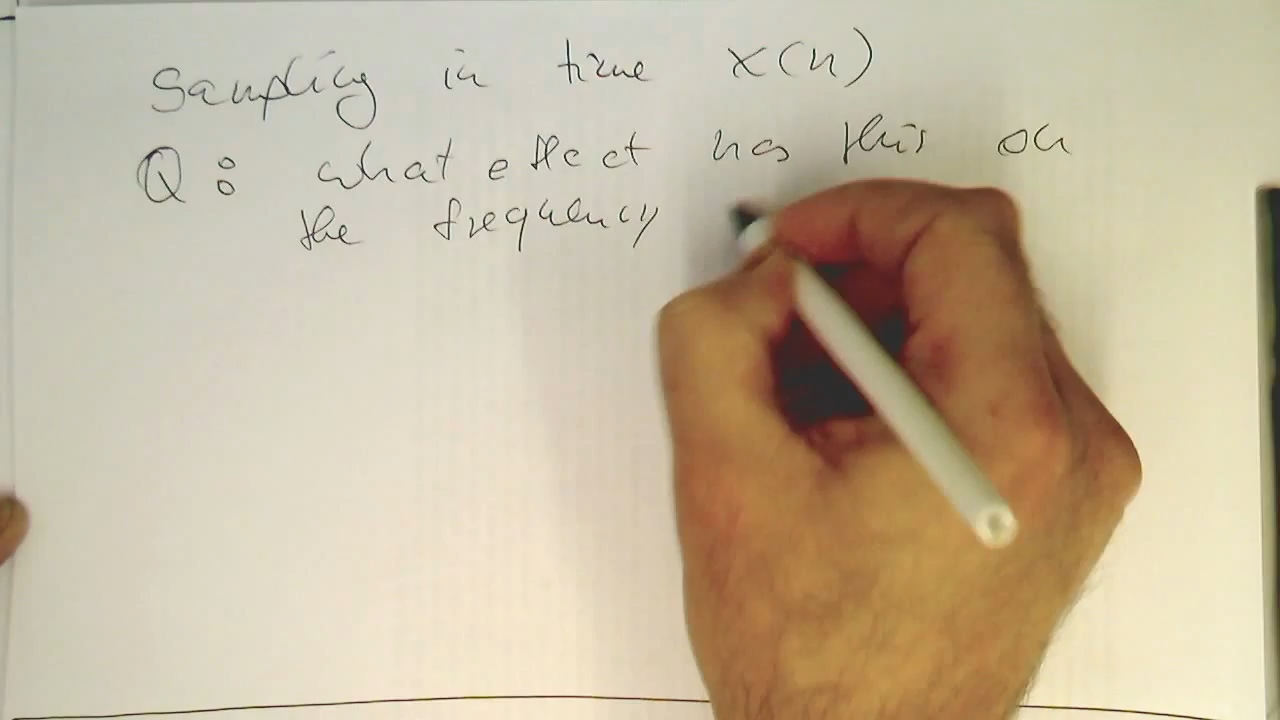 Sampling in time x(n)
Q: what effect has this on
the frequency